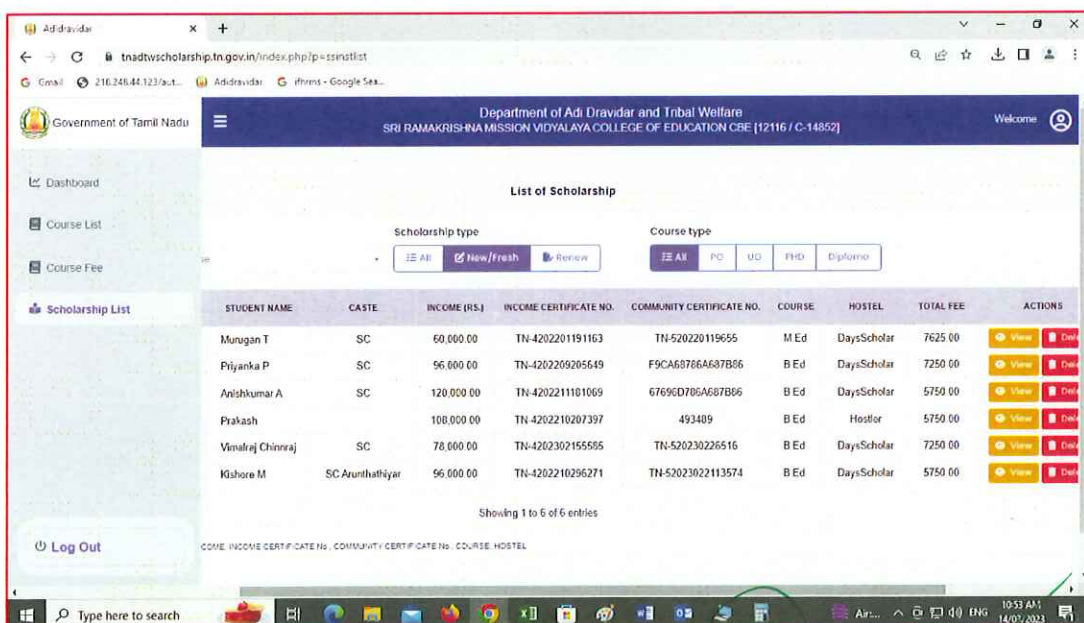 Adidravidar
tnadtwscholarship.tn.gov.in/index.php?p=ssinstlist
Gmail 216.248.44.123/aut... Adidravidar ifhrms - Google Sea...
Government of Tamil Nadu
Department of Adi Dravidar and Tribal Welfare
SRI RAMAKRISHNA MISSION VIDYALAYA COLLEGE OF EDUCATION CBE [12116 / C-14852]
Welcome
Dashboard
Course List
Course Fee
Scholarship List
Log Out
List of Scholarship
Scholarship type Course type
All New/Fresh Renew All PG UG PHD Diploma
STUDENT NAME CASTE INCOME (RS.) INCOME CERTIFICATE NO. COMMUNITY CERTIFICATE NO. COURSE HOSTEL TOTAL FEE ACTIONS
Murugan T SC 60,000.00 TN-4202201191163 TN-520220119655 M Ed DaysScholar 7625.00 View Dele
Priyanka P SC 96,000.00 TN-4202209205649 F9CA68786A687B86 B Ed DaysScholar 7250.00 View Dele
Anishkumar A SC 120,000.00 TN-4202211181069 67696D786A687B86 B Ed DaysScholar 5750.00 View Dele
Prakash 108,000.00 TN-4202210207397 493489 B Ed Hostler 5750.00 View Dele
Vimalraj Chinnraj SC 78,000.00 TN-4202302155585 TN-520230226516 B Ed DaysScholar 7250.00 View Dele
Kishore M SC Arunthathiyar 96,000.00 TN-4202210296271 TN-52023022113574 B Ed DaysScholar 5750.00 View Dele
Showing 1 to 6 of 6 entries
COME, INCOME CERTIFICATE No., COMMUNITY CERTIFICATE No., COURSE, HOSTEL
Type here to search
Air... ENG 10:53 AM
14/07/2023